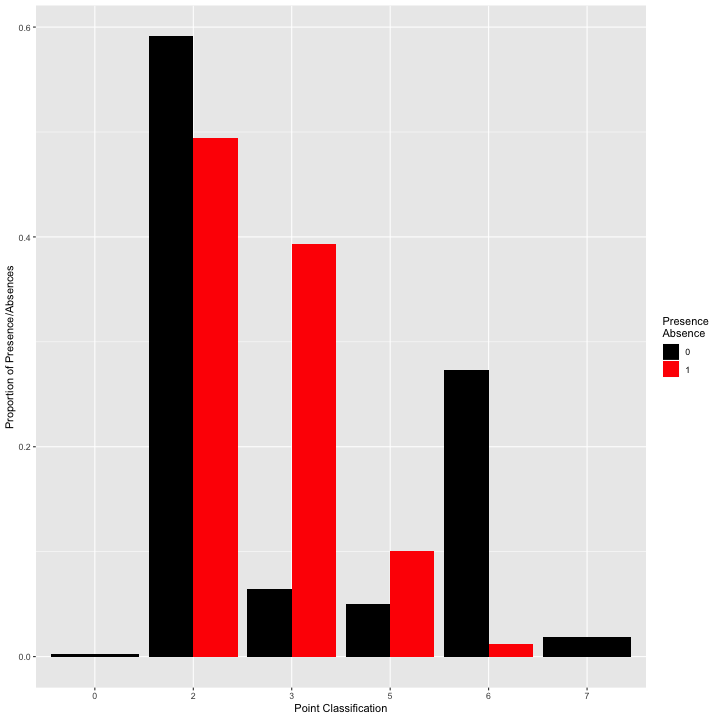 0.6
0.4
0.2
0.0
Proportion of Presence/Absences
0 2 3 5 6 7
Point Classification
Presence
Absence
0
1